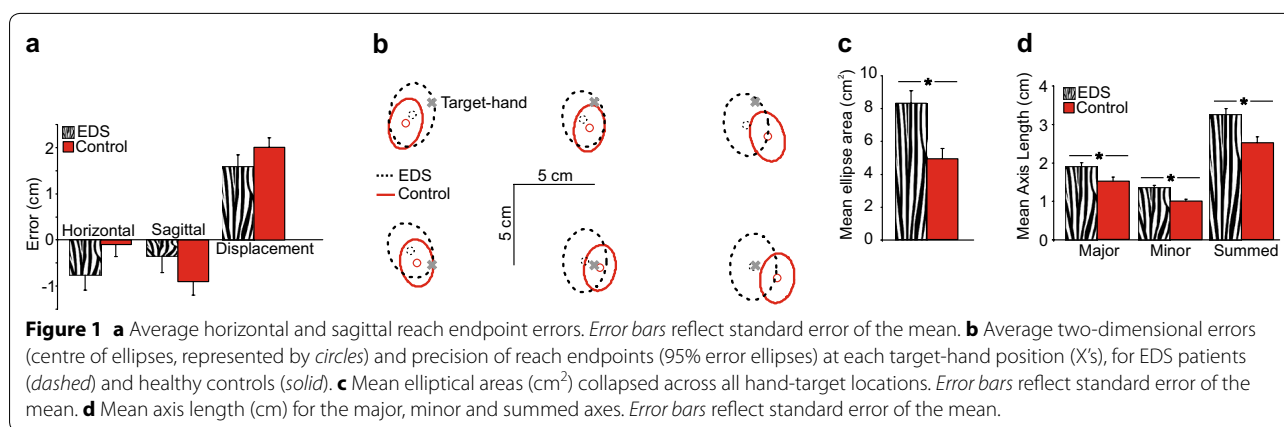 a
EDS
Control
Error (cm)
2
1
0
-1
Horizontal
Sagittal
Displacement
b
Target-hand
EDS
Control
5 cm
5 cm
c
Mean ellipse area (cm²)
10
8
6
4
2
0
*
d
EDS
Control
Mean Axis Length (cm)
4
3
2
1
0
*
*
*
Major
Minor
Summed
Figure 1 a Average horizontal and sagittal reach endpoint errors. Error bars reflect standard error of the mean. b Average two-dimensional errors
(centre of ellipses, represented by circles) and precision of reach endpoints (95% error ellipses) at each target-hand position (X's), for EDS patients
(dashed) and healthy controls (solid). c Mean elliptical areas (cm²) collapsed across all hand-target locations. Error bars reflect standard error of the
mean. d Mean axis length (cm) for the major, minor and summed axes. Error bars reflect standard error of the mean.